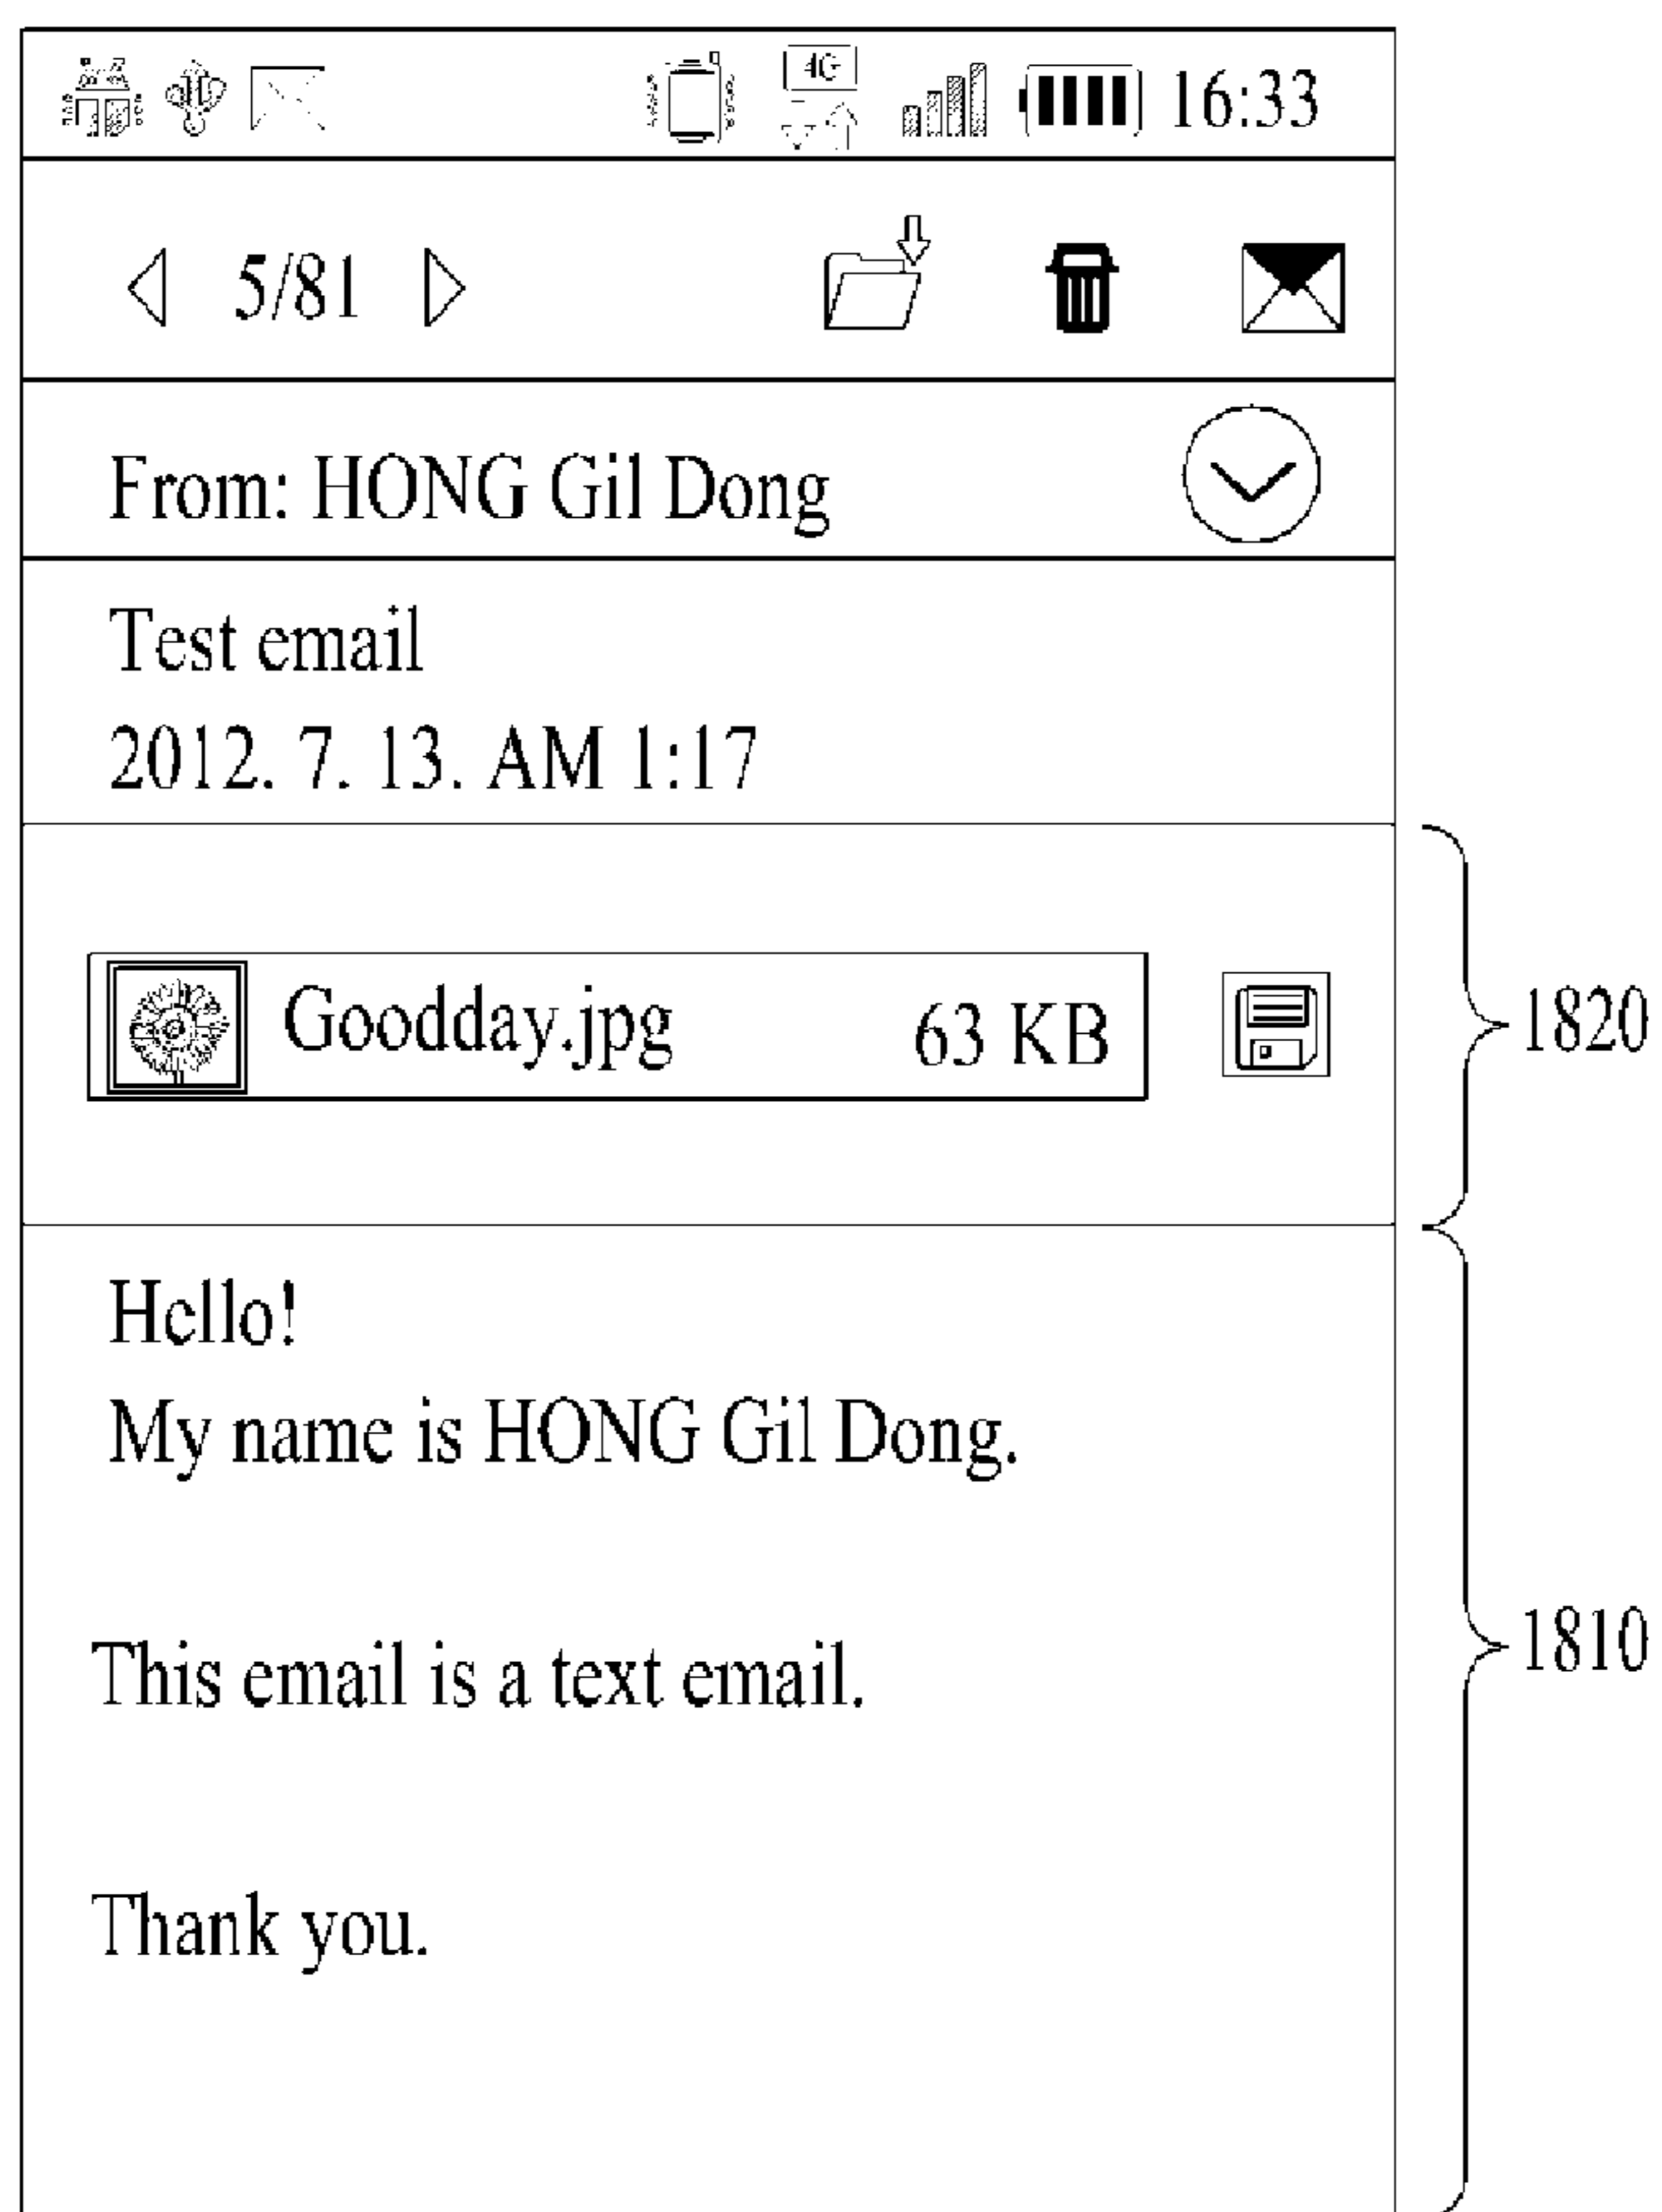 4G 16:33
5/81
From: HONG Gil Dong
Test email
2012. 7. 13. AM 1:17
Goodday.jpg 63 KB
1820
Hello!
My name is HONG Gil Dong.
This email is a text email.
1810
Thank you.